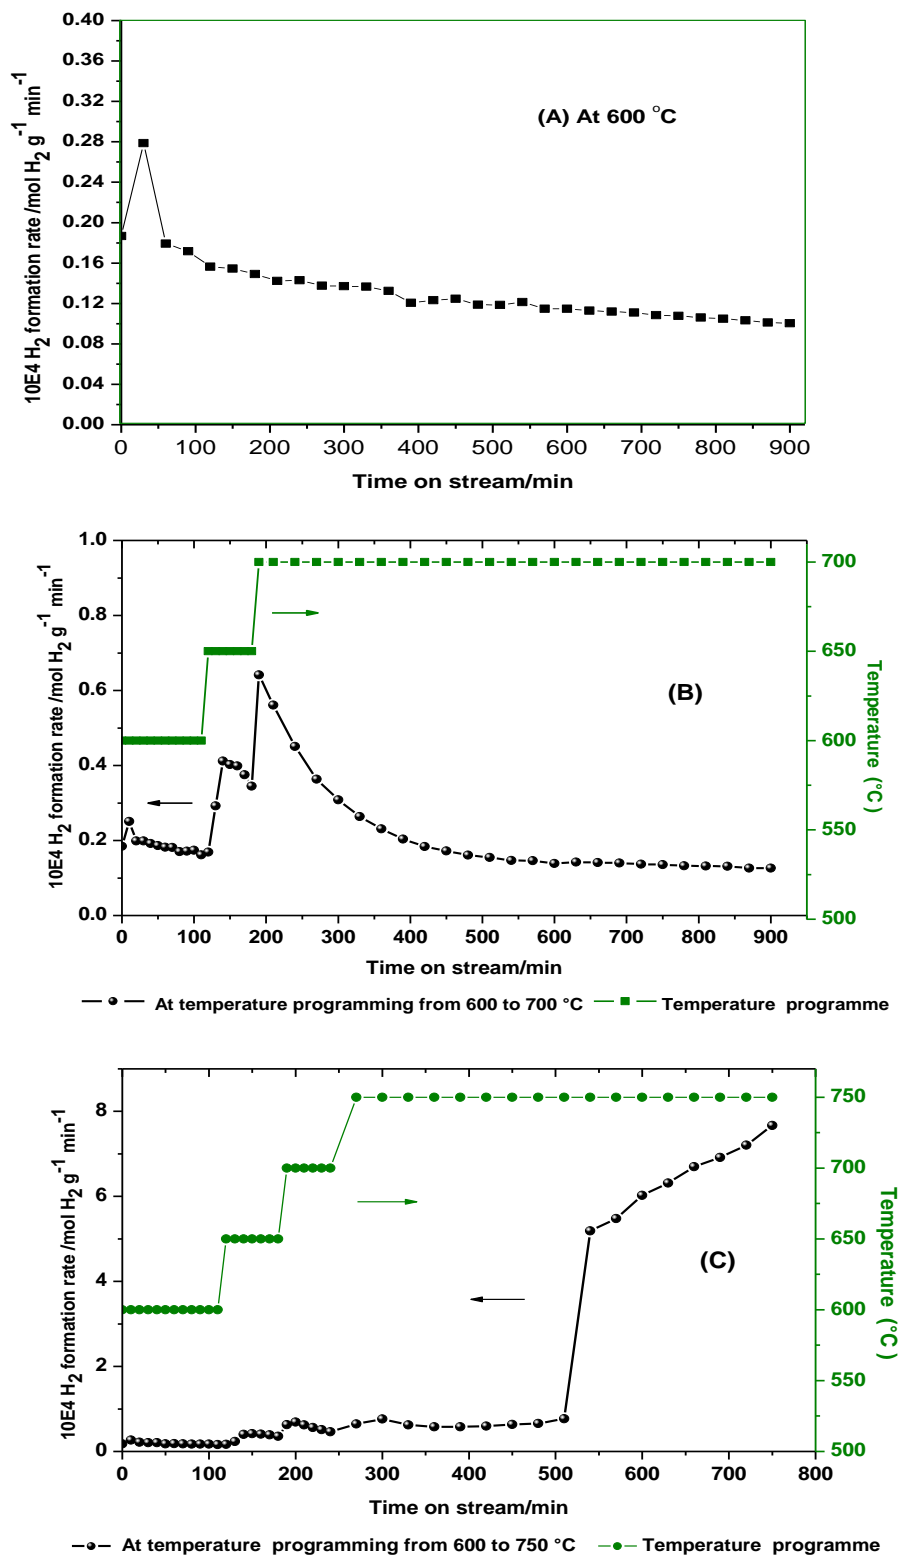 (A) At 600 °C
10E4 H2 formation rate /mol H2 g-1 min-1
0.40
0.36
0.32
0.28
0.24
0.20
0.16
0.12
0.08
0.04
0.00
0 100 200 300 400 500 600 700 800 900
Time on stream/min
(B)
10E4 H2 formation rate /mol H2 g-1 min-1
1.0
0.8
0.6
0.4
0.2
0.0
700
650
600
550
500
Temperature (°C)
0 100 200 300 400 500 600 700 800 900
Time on stream/min
At temperature programming from 600 to 700 °C Temperature programme
(C)
10E4 H2 formation rate /mol H2 g-1 min-1
8
6
4
2
0
750
700
650
600
550
500
Temperature (°C)
0 100 200 300 400 500 600 700 800
Time on stream/min
At temperature programming from 600 to 750 °C Temperature programme